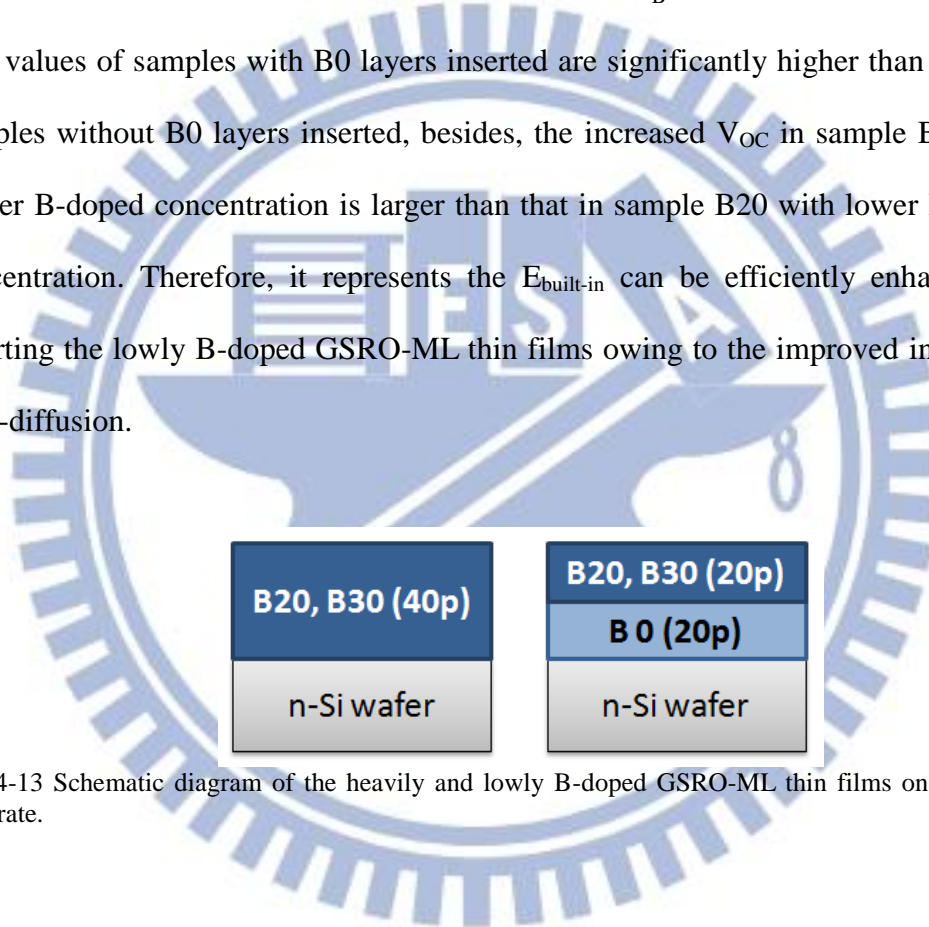 B
values of samples with B0 layers inserted are significantly higher than
ples without B0 layers inserted, besides, the increased VOC in sample
er B-doped concentration is larger than that in sample B20 with lower
centration. Therefore, it represents the Ebuilt-in can be efficiently enha
rting the lowly B-doped GSRO-ML thin films owing to the improved in
-diffusion.
ESA
B20, B30 (40p)
B20, B30 (20p)
B 0 (20p)
n-Si wafer
n-Si wafer
4-13 Schematic diagram of the heavily and lowly B-doped GSRO-ML thin films on
rate.